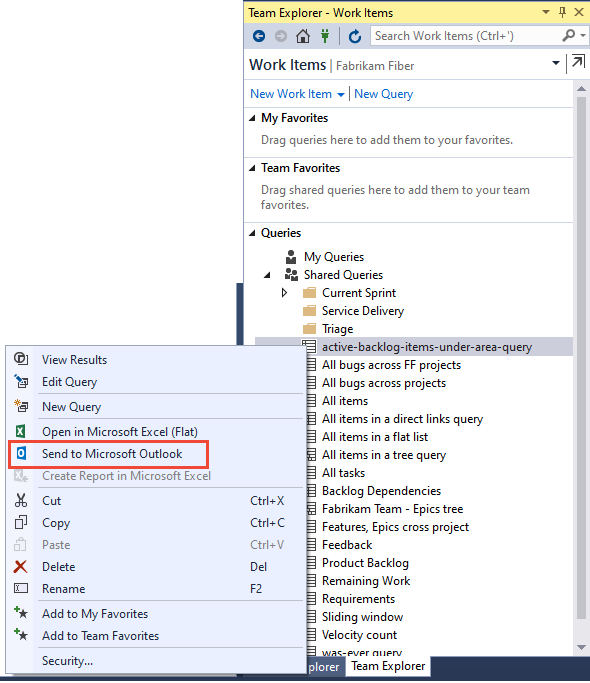 Team Explorer - Work Items
Search Work Items (Ctrl+')
Work Items | Fabrikam Fiber
New Work Item | New Query
My Favorites
Drag queries here to add them to your favorites.
Team Favorites
Drag shared queries here to add them to your team
favorites.
Queries
My Queries
Shared Queries
Current Sprint
Service Delivery
Triage
active-backlog-items-under-area-query
All bugs across FF projects
All bugs across projects
All items
All items in a direct links query
All items in a flat list
All items in a tree query
All tasks
Backlog Dependencies
Fabrikam Team - Epics tree
Features, Epics cross project
Feedback
Product Backlog
Remaining Work
Requirements
Sliding window
Velocity count
was-ever query
plorer
Team Explorer
View Results
Edit Query
New Query
Open in Microsoft Excel (Flat)
Send to Microsoft Outlook
Create Report in Microsoft Excel
Cut Ctrl+X
Copy Ctrl+C
Paste Ctrl+V
Delete Del
Rename F2
Add to My Favorites
Add to Team Favorites
Security...